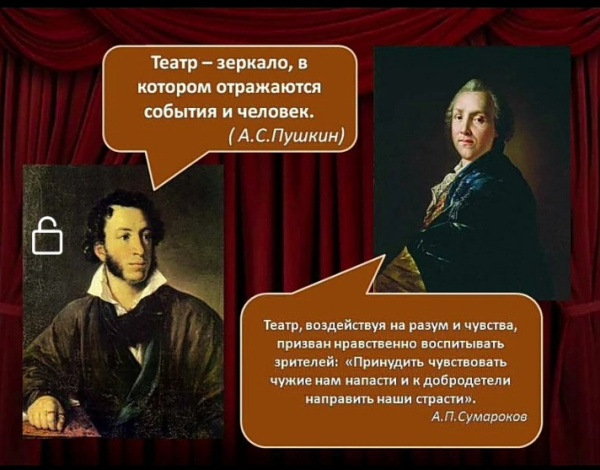 Театр – зеркало, в
котором отражаются
события и человек.
( А.С.Пушкин)
Театр, воздействуя на разум и чувства,
призван нравственно воспитывать
зрителей: «Принудить чувствовать
чужие нам напасти и к добродетели
направить наши страсти».
А.П.Сумароков